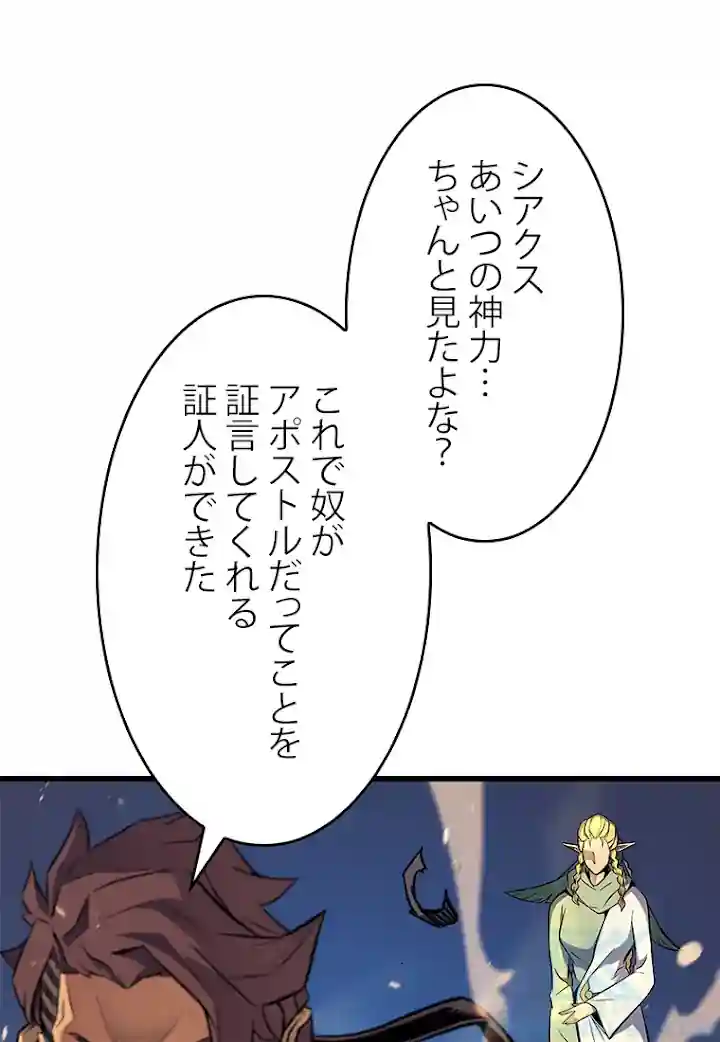 シアクス
あいつの神力…
ちゃんと見たよな?
これで奴が
アポストルだってことを
証言してくれる
証人ができた